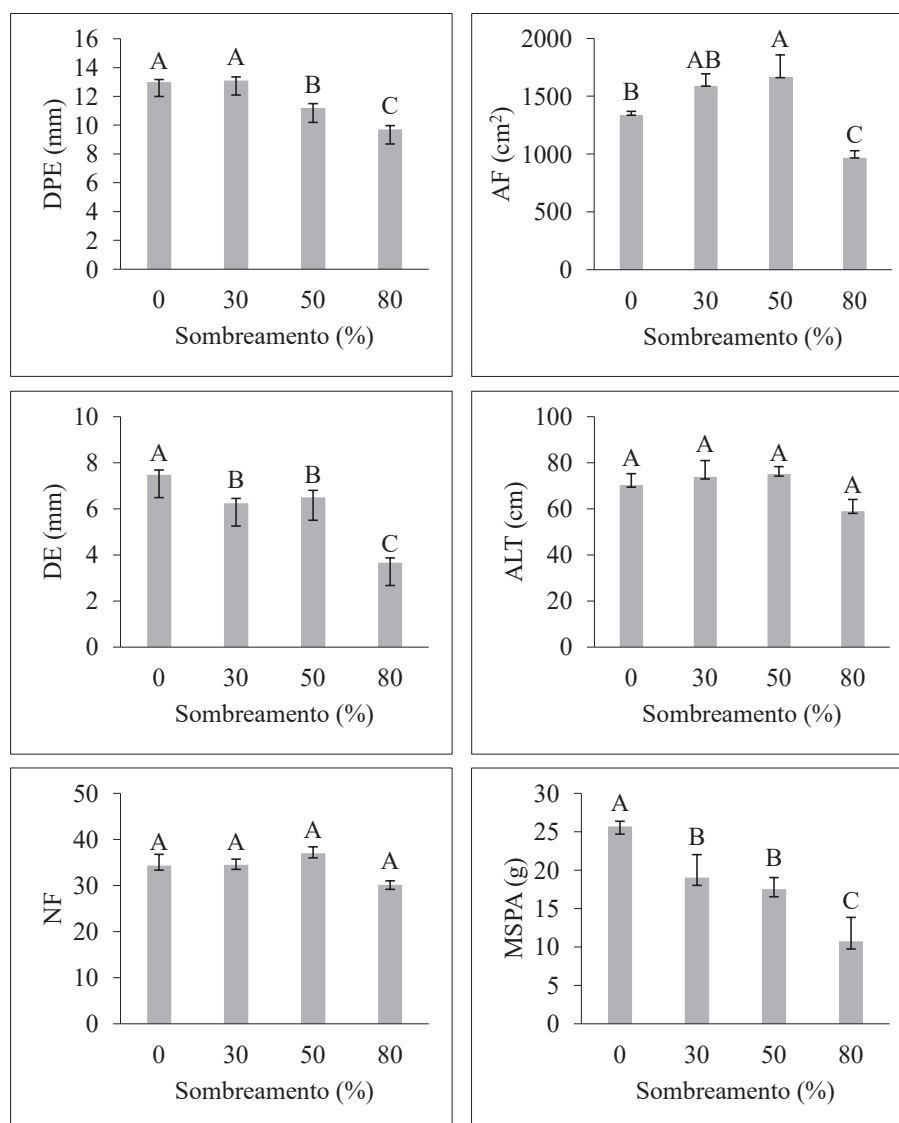 16
14
12
10
8
6
4
2
0
DPE (mm)
A
A
B
C
0 30 50 80
Sombreamento (%)
2000
1500
1000
500
0
AF (cm²)
B
AB
A
C
0 30 50 80
Sombreamento (%)
10
8
6
4
2
0
DE (mm)
A
B
B
C
0 30 50 80
Sombreamento (%)
100
80
60
40
20
0
ALT (cm)
A
A
A
A
0 30 50 80
Sombreamento (%)
50
40
30
20
10
0
NF
A
A
A
A
0 30 50 80
Sombreamento (%)
30
25
20
15
10
5
0
MSPA (g)
A
B
B
C
0 30 50 80
Sombreamento (%)